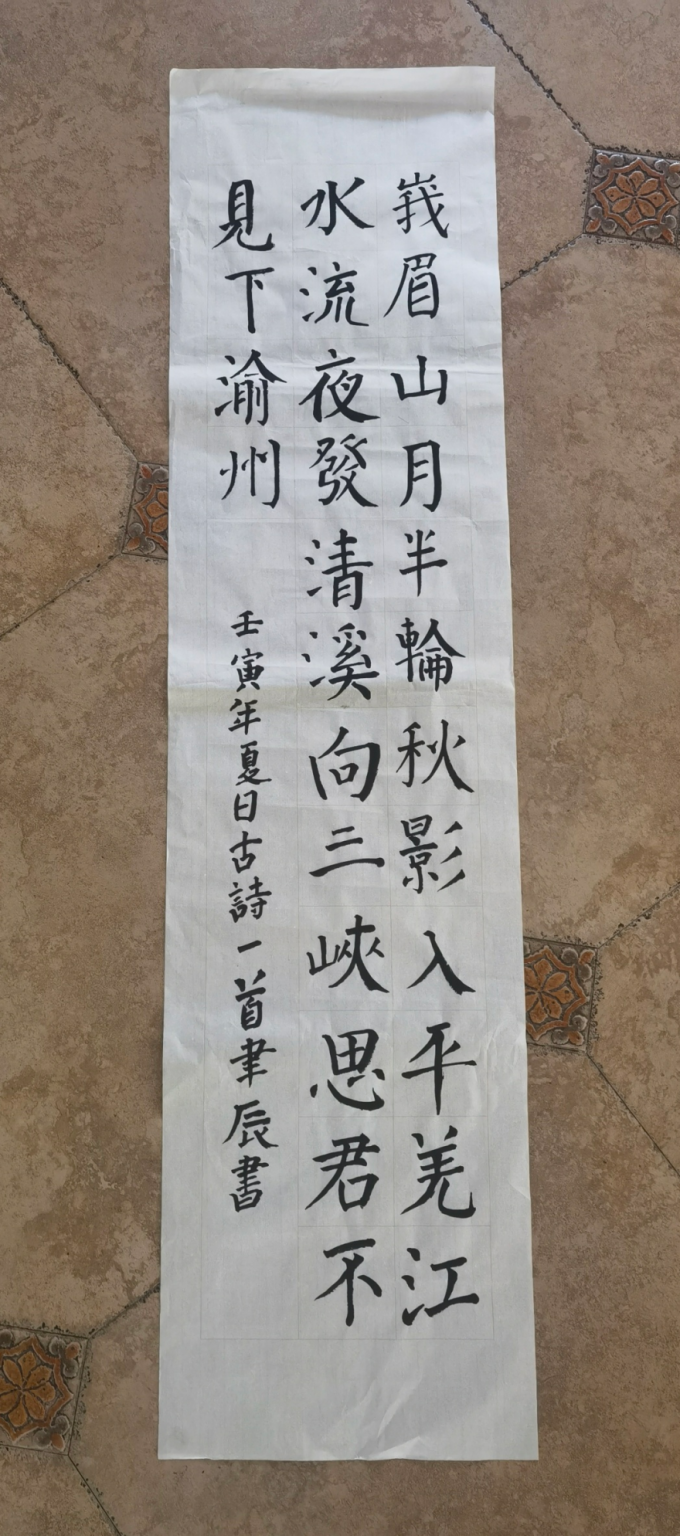 峩眉山月半輪秋影入平羌江
水流夜發清溪向三峽思君不
見下渝州
壬寅年夏日古詩一首聿辰書